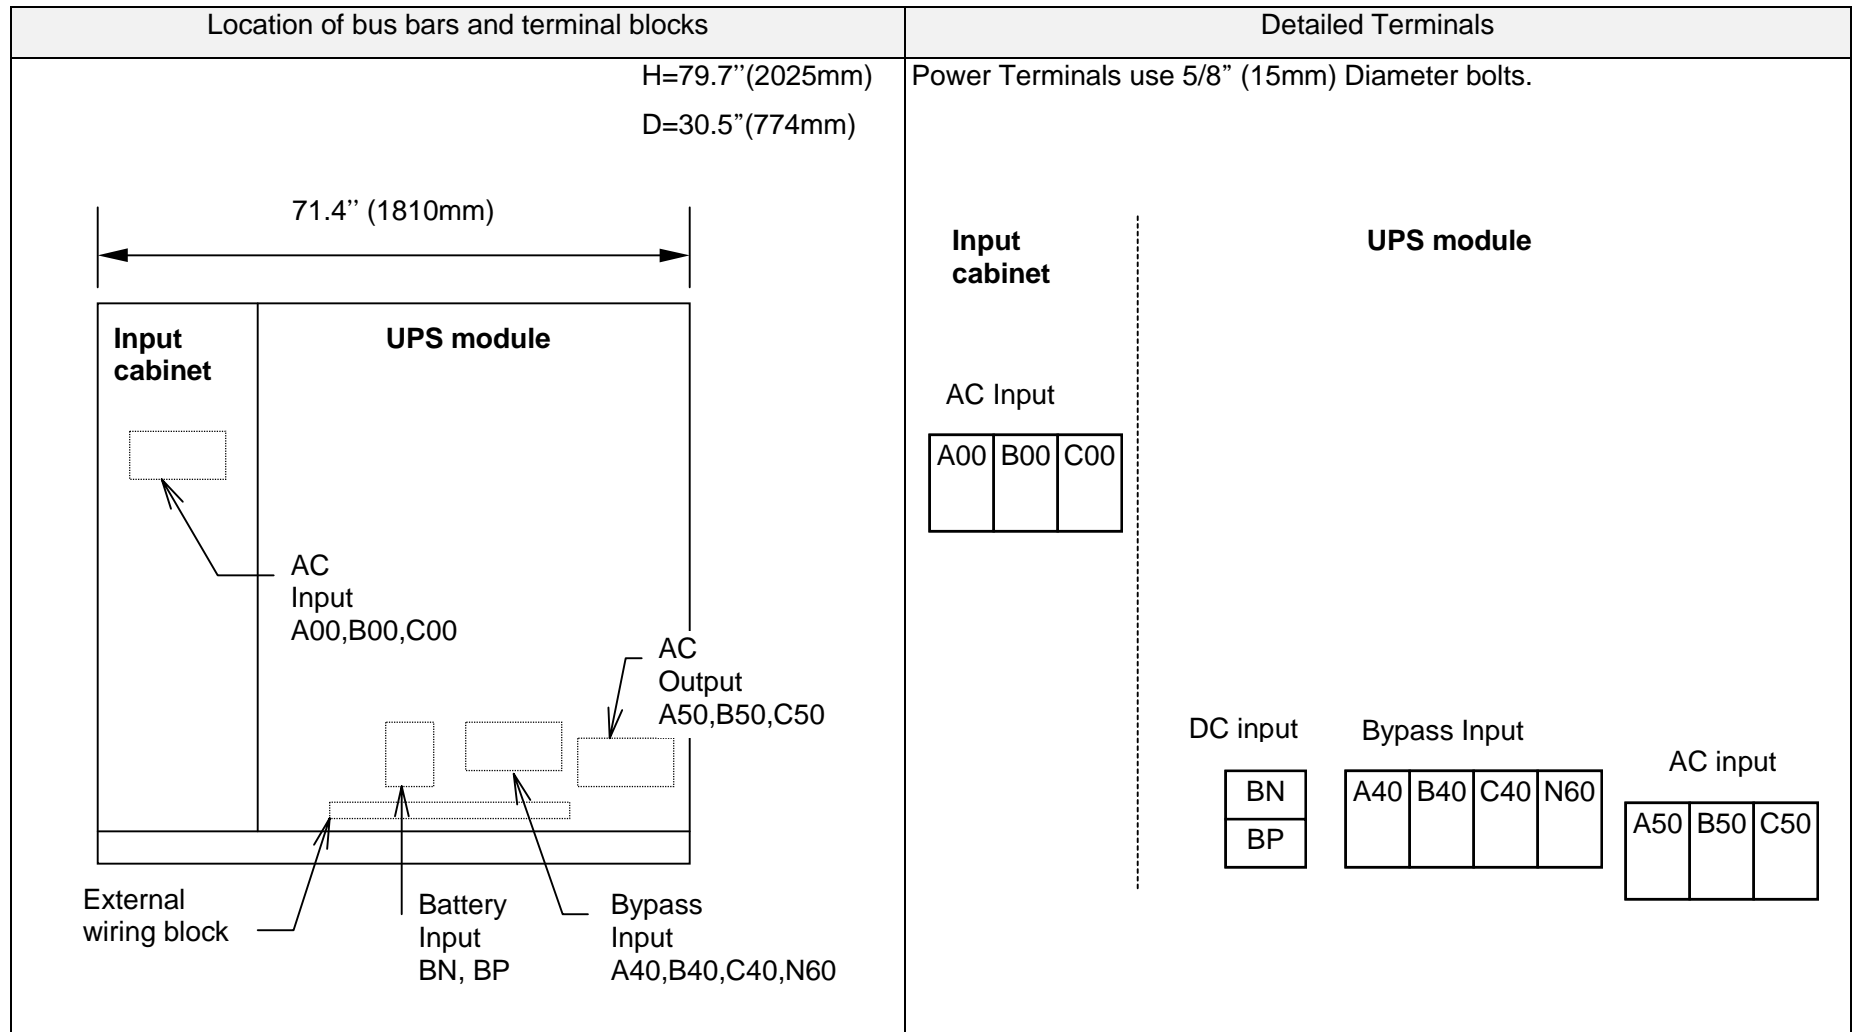 Location of bus bars and terminal blocks
Detailed Terminals
H=79.7’’(2025mm)
D=30.5”(774mm)
71.4’’ (1810mm)
Input
cabinet
UPS module
AC
Input
A00,B00,C00
AC
Output
A50,B50,C50
External
wiring block
Battery
Input
BN, BP
Bypass
Input
A40,B40,C40,N60
Power Terminals use 5/8” (15mm) Diameter bolts.
Input
cabinet
UPS module
AC Input
A00 B00 C00
DC input
BN
BP
Bypass Input
A40 B40 C40 N60
AC input
A50 B50 C50